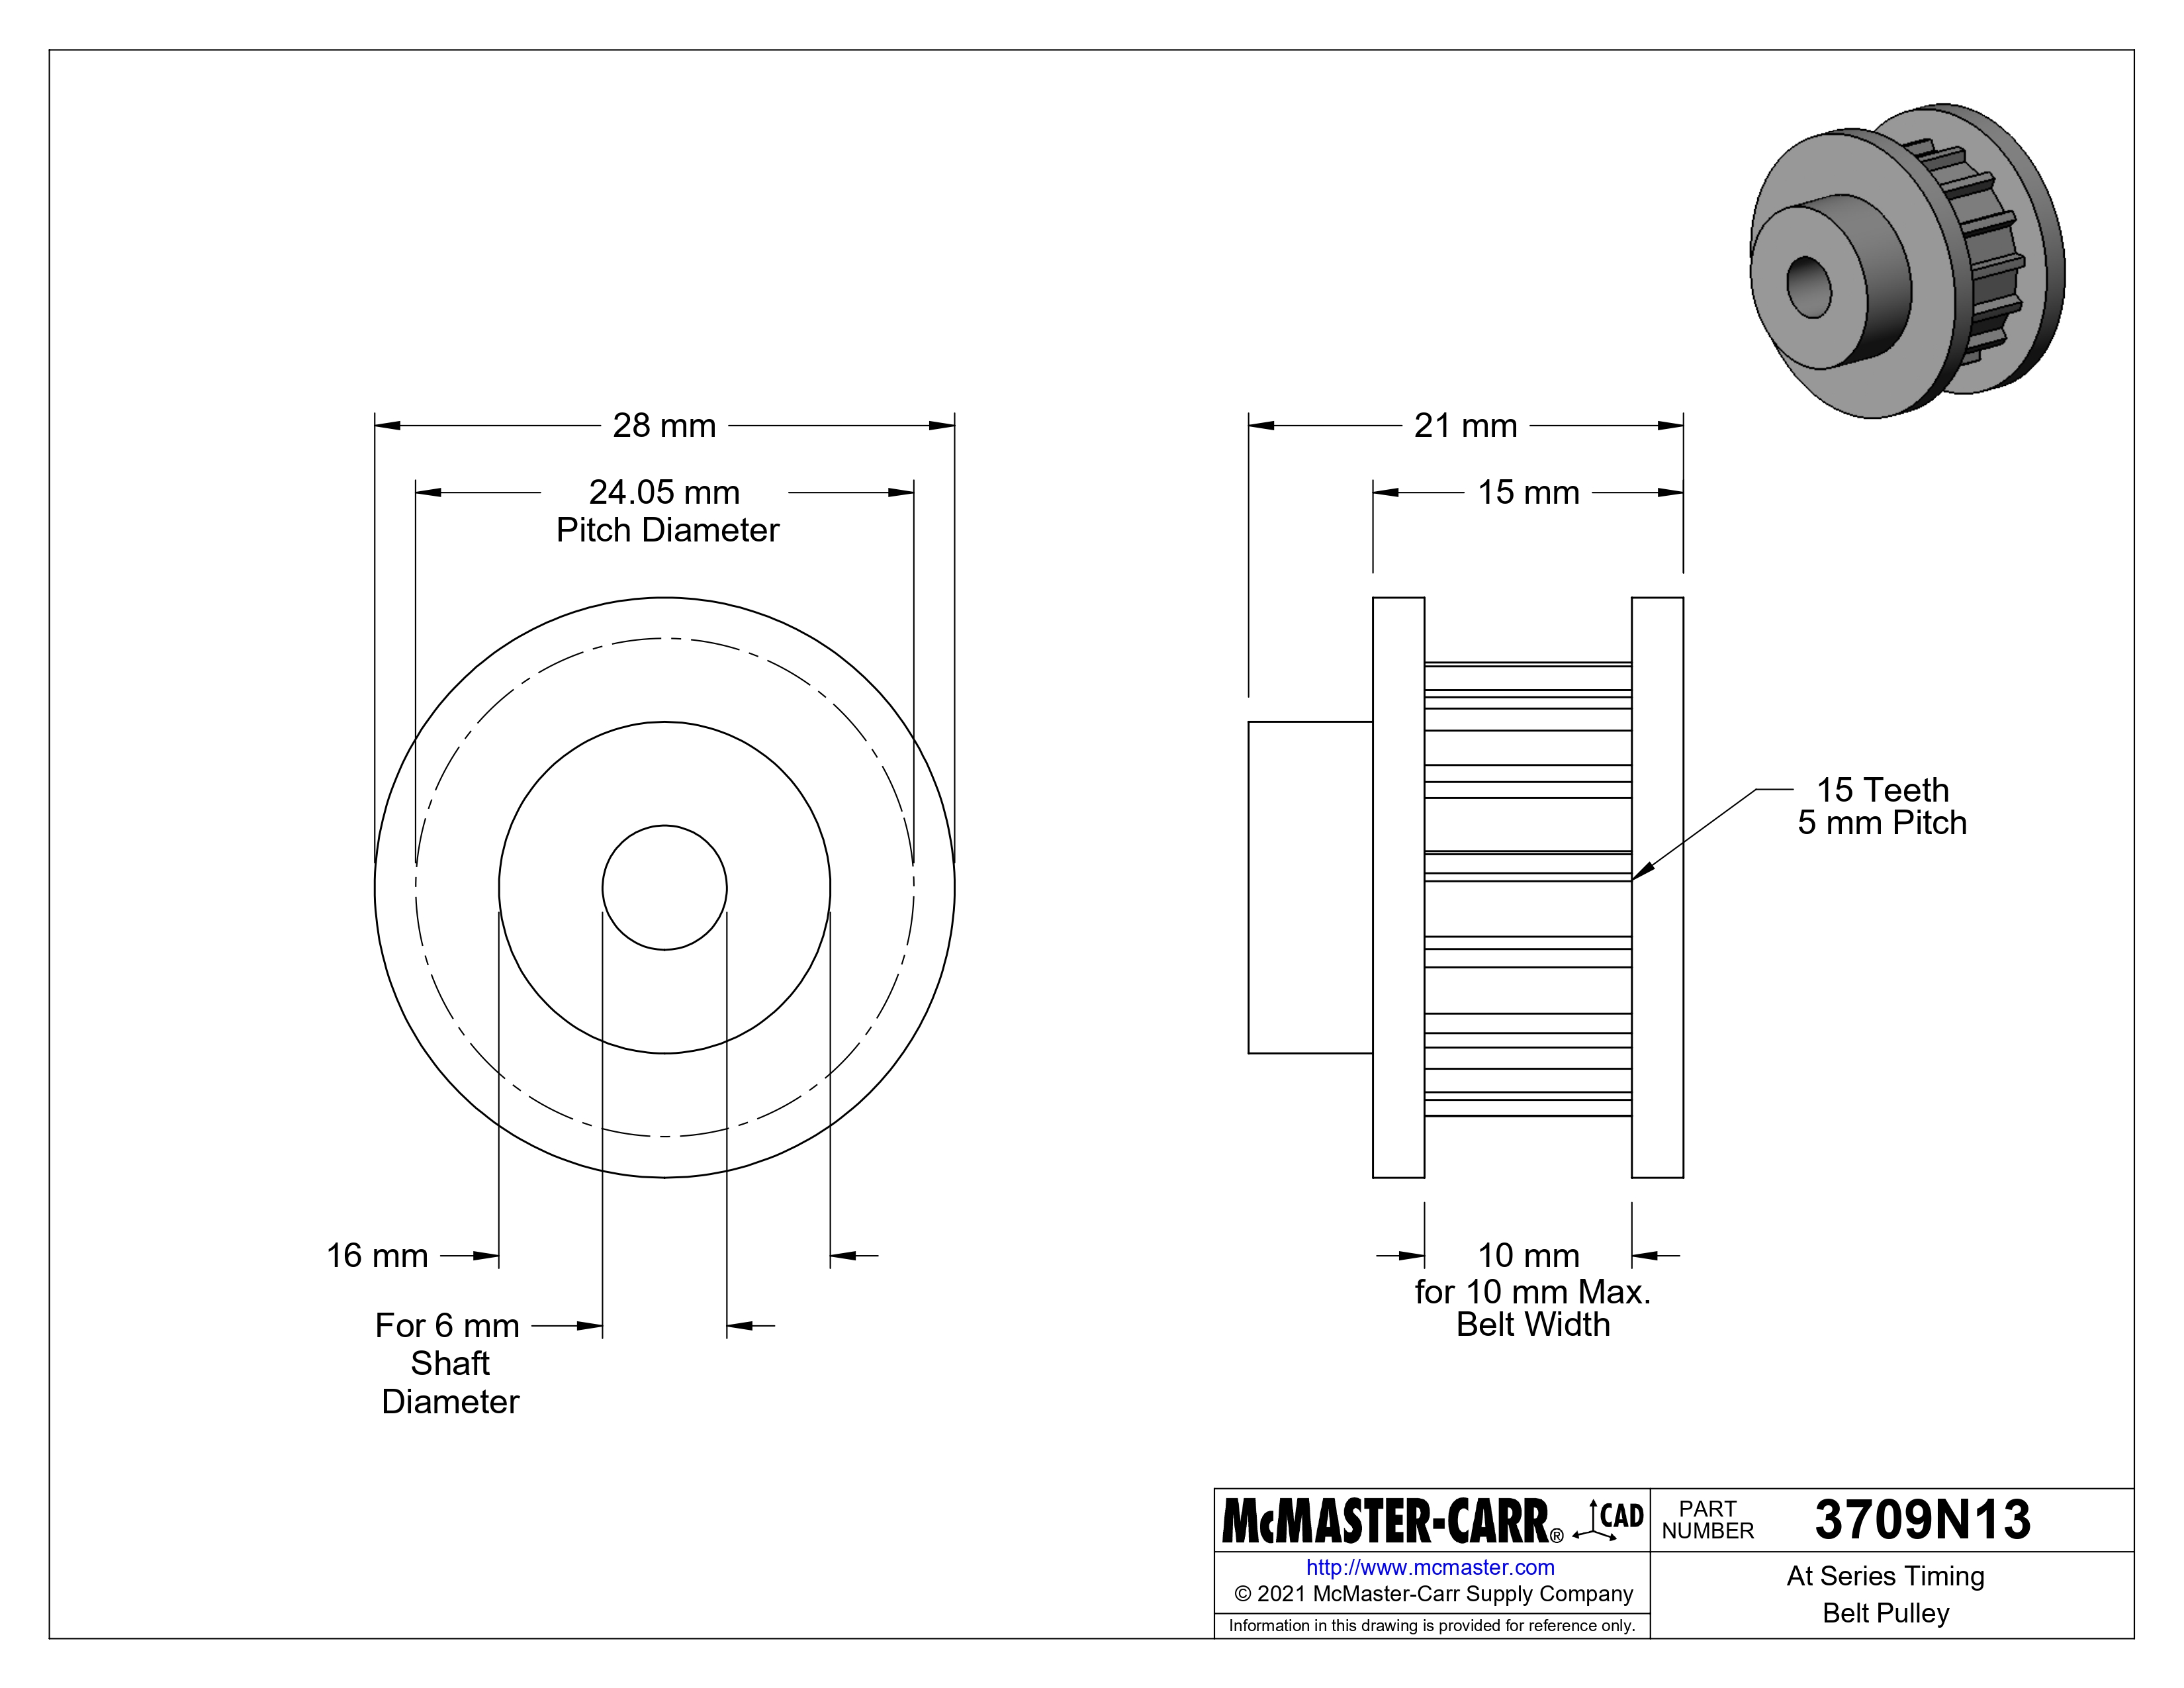 28 mm
24.05 mm
Pitch Diameter
21 mm
15 mm
15 Teeth
5 mm Pitch
16 mm
For 6 mm
Shaft
Diameter
10 mm
for 10 mm Max.
Belt Width
McMASTER-CARR® CAD
http://www.mcmaster.com
© 2021 McMaster-Carr Supply Company
Information in this drawing is provided for reference only.
PART
NUMBER
3709N13
At Series Timing
Belt Pulley